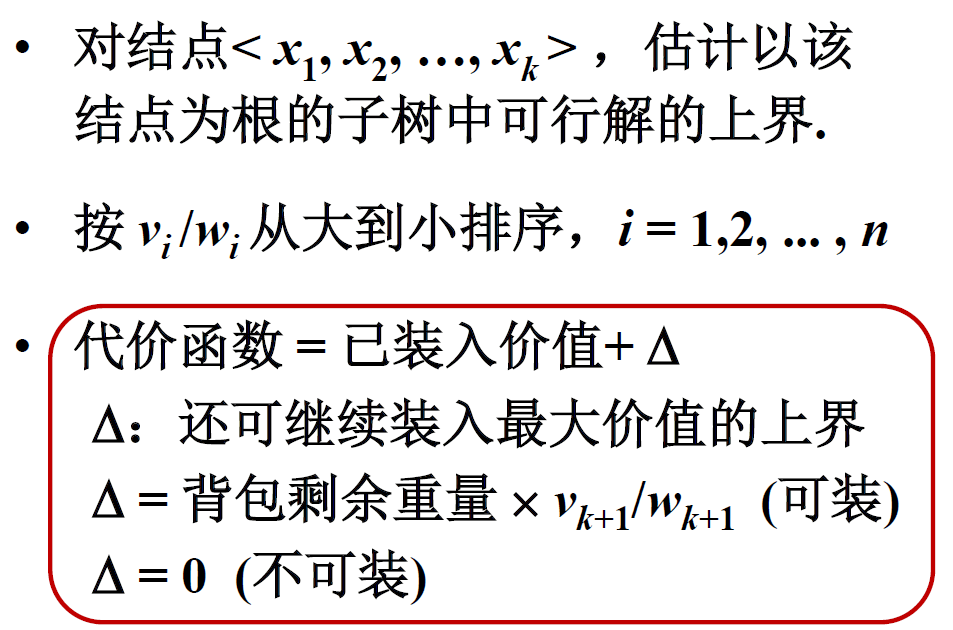 • 对结点< x₁, x₂, …, xₖ > ，估计以该
结点为根的子树中可行解的上界.
• 按 vᵢ/wᵢ 从大到小排序，i = 1,2, ... , n
• 代价函数 = 已装入价值+ Δ
Δ：还可继续装入最大价值的上界
Δ = 背包剩余重量 × vₖ₊₁/wₖ₊₁ (可装)
Δ = 0 (不可装)